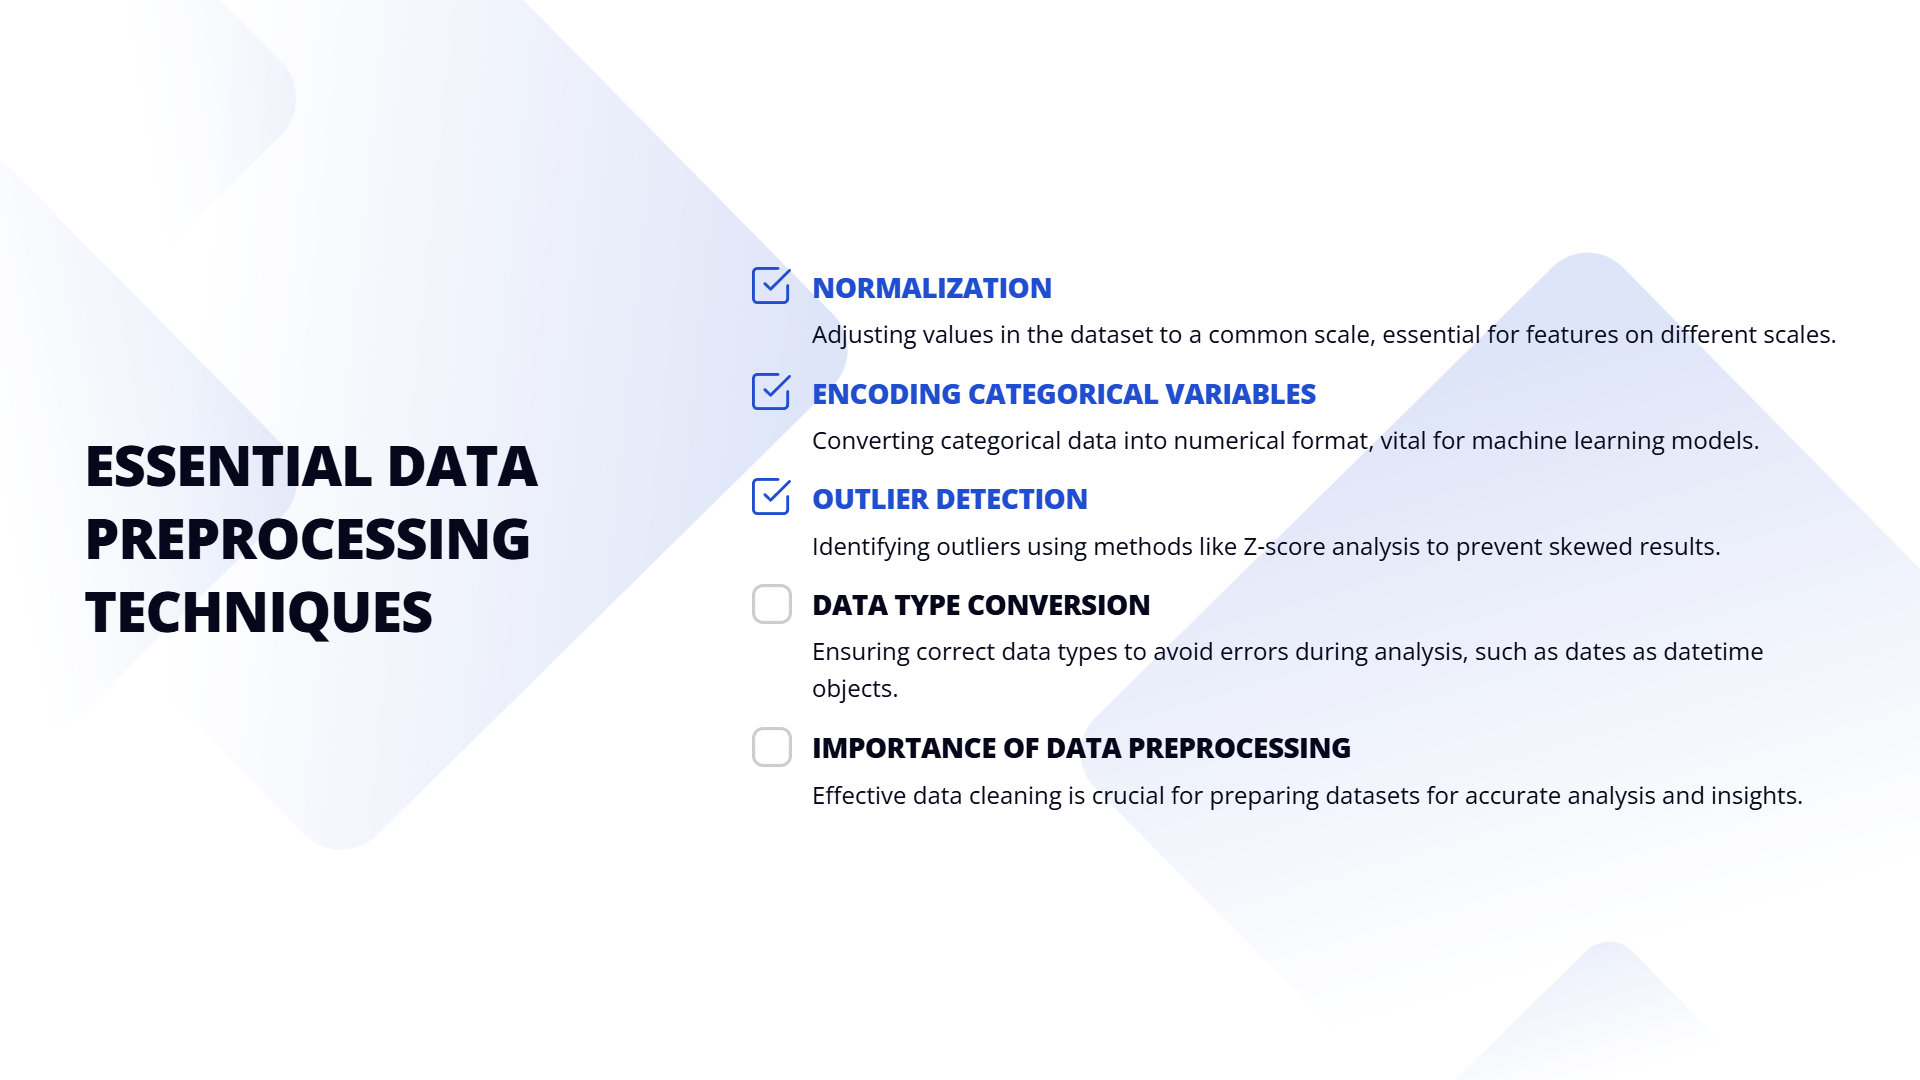 ESSENTIAL DATA
PREPROCESSING
TECHNIQUES
NORMALIZATION
Adjusting values in the dataset to a common scale, essential for features on different scales.
ENCODING CATEGORICAL VARIABLES
Converting categorical data into numerical format, vital for machine learning models.
OUTLIER DETECTION
Identifying outliers using methods like Z-score analysis to prevent skewed results.
DATA TYPE CONVERSION
Ensuring correct data types to avoid errors during analysis, such as dates as datetime
objects.
IMPORTANCE OF DATA PREPROCESSING
Effective data cleaning is crucial for preparing datasets for accurate analysis and insights.